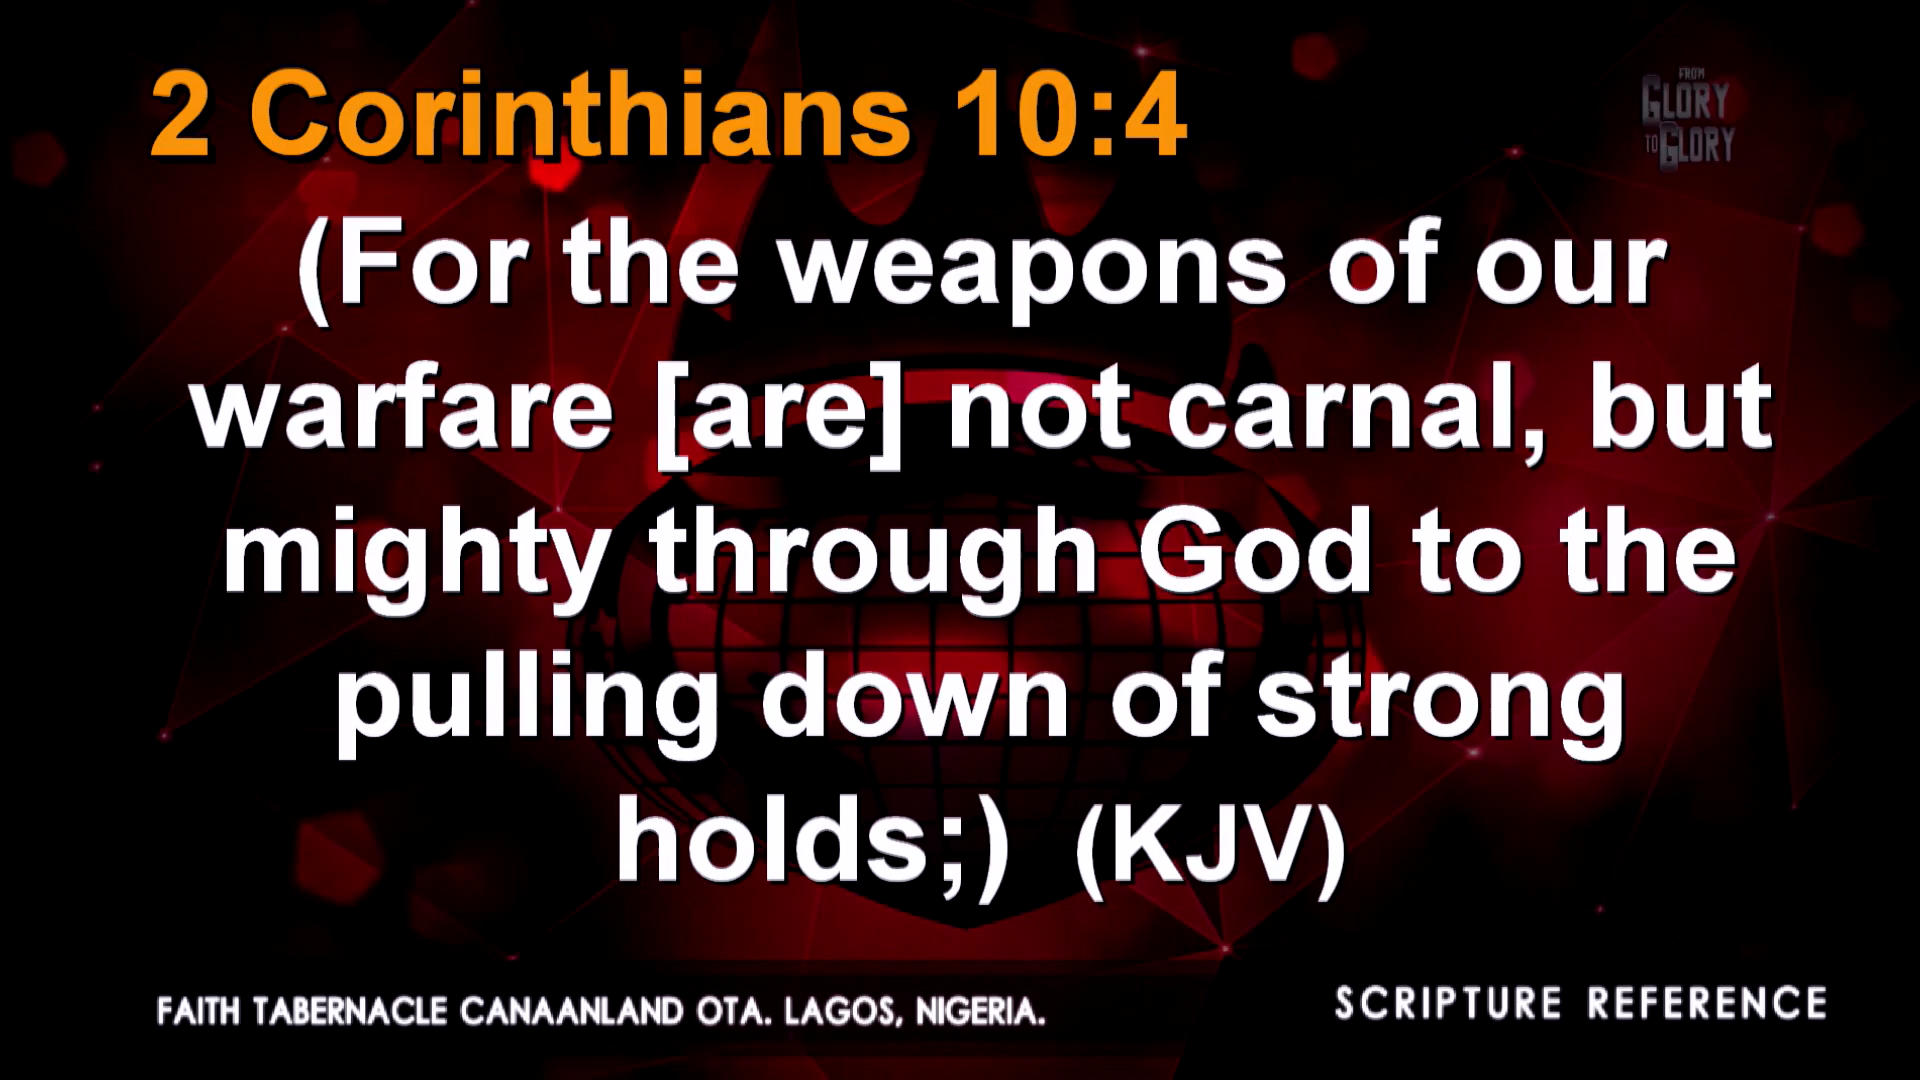 2 Corinthians 10:4
FROM
GLORY
TO GLORY
(For the weapons of our
warfare [are] not carnal, but
mighty through God to the
pulling down of strong
holds;) (KJV)
FAITH TABERNACLE CANAANLAND OTA. LAGOS, NIGERIA.
SCRIPTURE REFERENCE